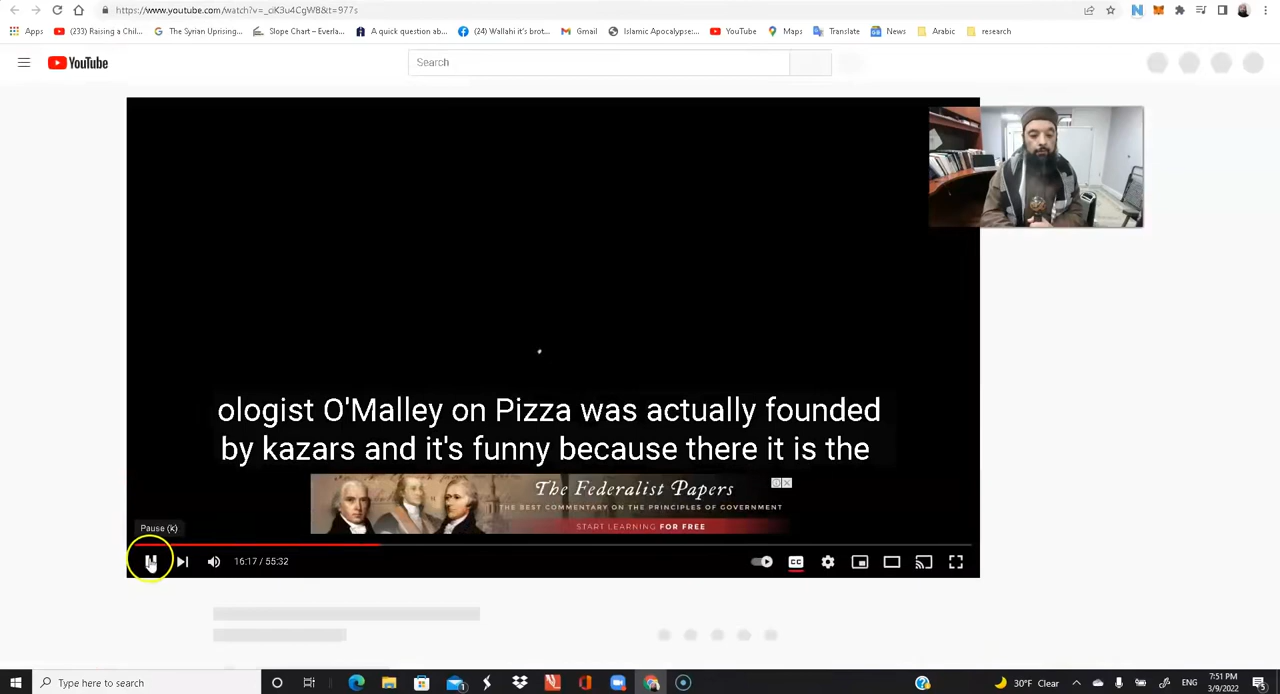 https://www.youtube.com/watch?v=_ciK3u4CgW8&t=977s
Apps
(233) Raising a Chil...
The Syrian Uprising...
Slope Chart – Everla...
A quick question ab...
(24) Wallahi it's brot...
Gmail
Islamic Apocalypse:...
YouTube
Maps
Translate
News
Arabic
research
YouTube
Search
ologist O'Malley on Pizza was actually founded
by kazars and it's funny because there it is the
The Federalist Papers
THE BEST COMMENTARY ON THE PRINCIPLES OF GOVERNMENT
START LEARNING FOR FREE
Pause (k)
16:17 / 55:32
CC
Type here to search
30°F Clear
ENG
7:51 PM
3/9/2022